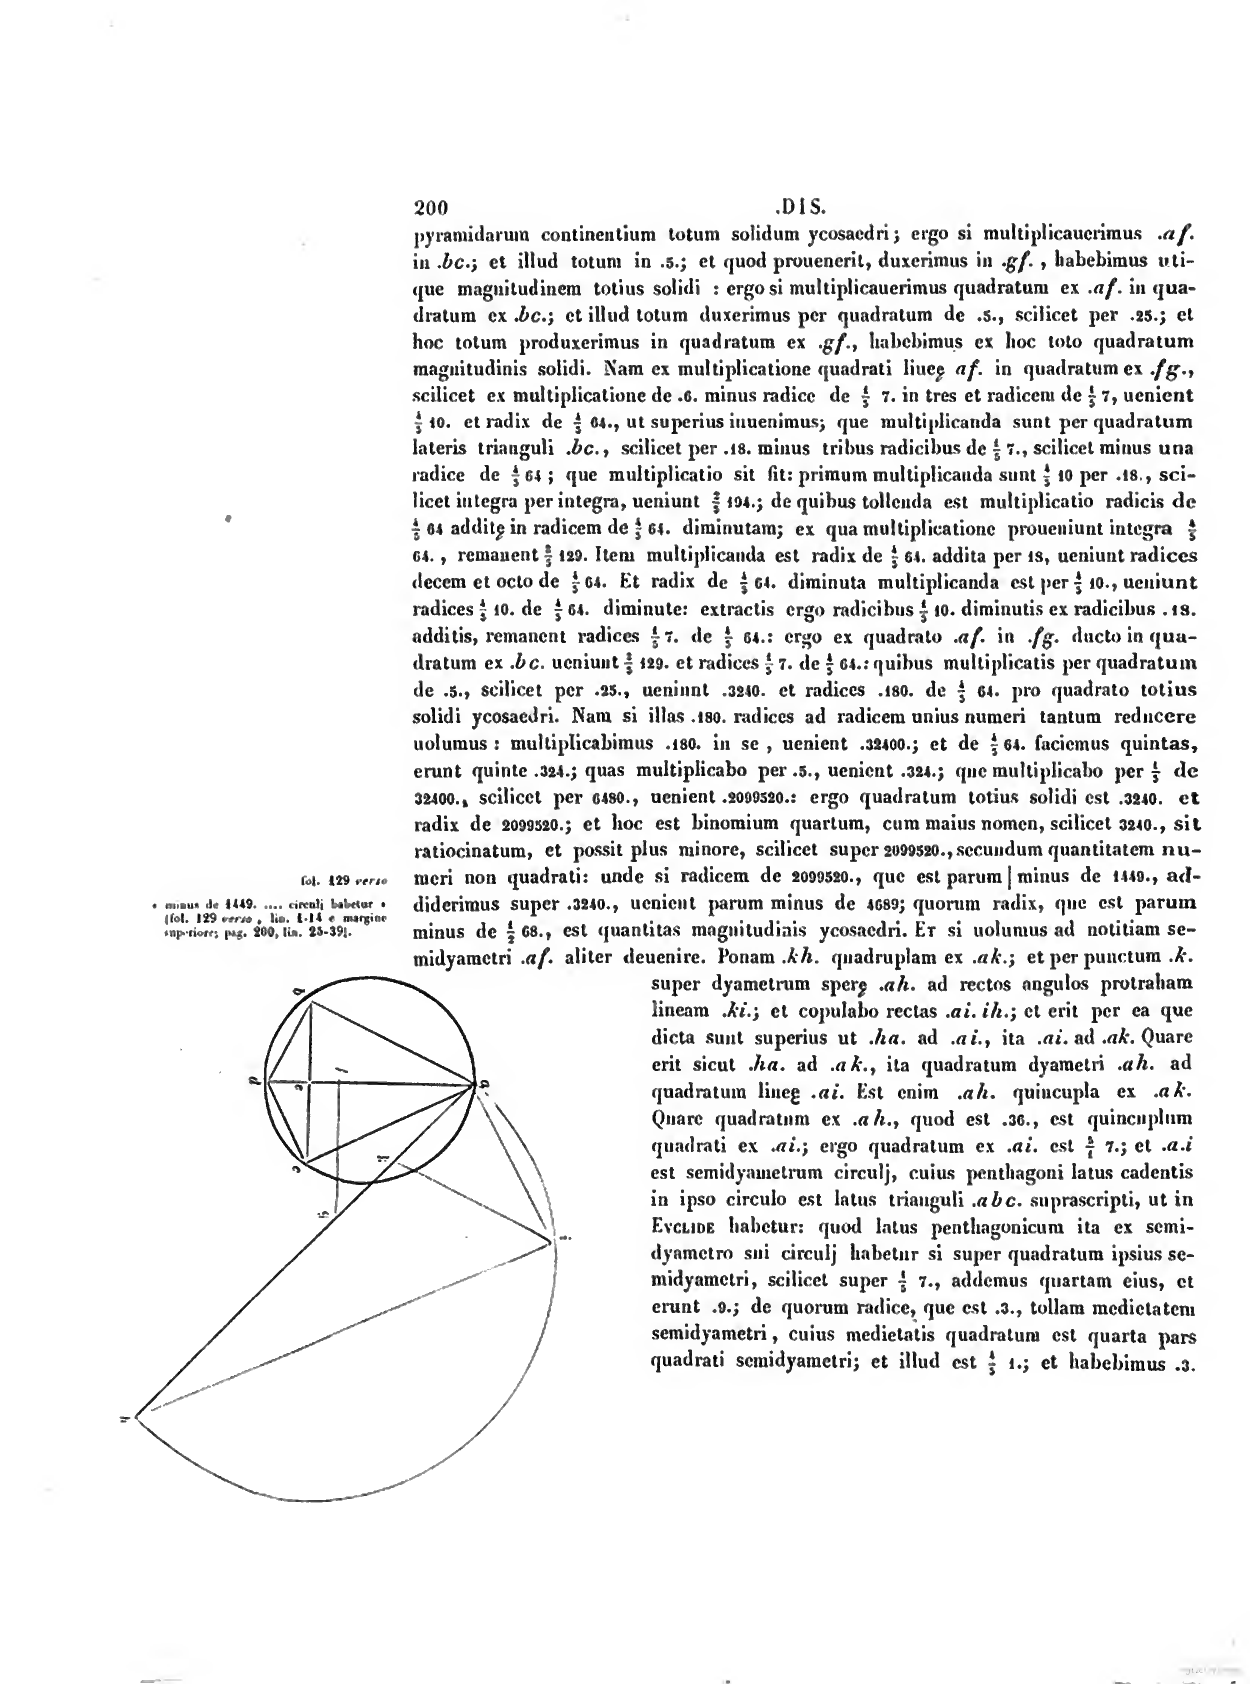 200 .DIS.
pyramidarum continentium totum solidum ycosaedri; ergo si multiplicauerimus .af.
in .bc.; et illud totum in .5.; et quod prouenerit, duxerimus in .gf. , habebimus uti-
que magnitudinem totius solidi : ergo si multiplicauerimus quadratum ex .af. in qua-
dratum ex .bc.; et illud totum duxerimus per quadratum de .5., scilicet per .25.; et
hoc totum produxerimus in quadratum ex .gf., habebimus ex hoc toto quadratum
magnitudinis solidi. Nam ex multiplicatione quadrati lineę af. in quadratum ex .fg.,
scilicet ex multiplicatione de .6. minus radice de 1/5 7. in tres et radicem de 1/5 7, uenient
4/5 10. et radix de 4/5 64., ut superius inuenimus; que multiplicanda sunt per quadratum
lateris trianguli .bc., scilicet per .18. minus tribus radicibus de 1/5 7., scilicet minus una
radice de 4/5 64 ; que multiplicatio sit fit: primum multiplicanda sunt 4/5 10 per .18., sci-
licet integra per integra, ueniunt 2/5 194.; de quibus tollenda est multiplicatio radicis de
4/5 64 additę in radicem de 4/5 64. diminutam; ex qua multiplicatione proueniunt integra 4/5
64. , remanent 3/5 129. Item multiplicanda est radix de 4/5 64. addita per 18, ueniunt radices
decem et octo de 4/5 64. Et radix de 4/5 64. diminuta multiplicanda est per 4/5 10., ueniunt
radices 4/5 10. de 4/5 64. diminute: extractis ergo radicibus 4/5 10. diminutis ex radicibus .18.
additis, remanent radices 1/5 7. de 4/5 64.: ergo ex quadrato .af. in .fg. ducto in qua-
dratum ex .bc. ueniunt 3/5 129. et radices 1/5 7. de 4/5 64.: quibus multiplicatis per quadratum
de .5., scilicet per .25., ueniunt .3240. et radices .180. de 4/5 64. pro quadrato totius
solidi ycosaedri. Nam si illas .180. radices ad radicem unius numeri tantum reducere
uolumus : multiplicabimus .180. in se , uenient .32400.; et de 4/5 64. faciemus quintas,
erunt quinte .324.; quas multiplicabo per .5., uenient .324.; que multiplicabo per 1/5 de
32400., scilicet per 6480., uenient .2099520.: ergo quadratum totius solidi est .3240. et
radix de 2099520.; et hoc est binomium quartum, cum maius nomen, scilicet 3240., sit
ratiocinatum, et possit plus minore, scilicet super 2099520., secundum quantitatem nu-
fol. 129 verso
meri non quadrati: unde si radicem de 2099520., que est parum | minus de 1449., ad-
« minus de 1449. .... circulj habetur »
(fol. 129 verso , lin. 1-14 e margine
superiore; pag. 200, lin. 25-39).
diderimus super .3240., uenient parum minus de 4689; quorum radix, que est parum
minus de 1/2 68., est quantitas magnitudinis ycosaedri. ET si uolumus ad notitiam se-
midyametri .af. aliter deuenire. Ponam .kh. quadruplam ex .ak.; et per punctum .k.
super dyametrum sperę .ah. ad rectos angulos protraham
lineam .ki.; et copulabo rectas .ai. ih.; et erit per ea que
dicta sunt superius ut .ha. ad .ai., ita .ai. ad .ak. Quare
erit sicut .ha. ad .ak., ita quadratum dyametri .ah. ad
quadratum lineę .ai. Est enim .ah. quincupla ex .ak.
Quare quadratum ex .ah., quod est .36., est quincuplum
quadrati ex .ai.; ergo quadratum ex .ai. est 1/5 7.; et .a.i
est semidyametrum circulj, cuius penthagoni latus cadentis
in ipso circulo est latus trianguli .abc. suprascripti, ut in
EVCLIDE habetur: quod latus penthagonicum ita ex semi-
dyametro sui circulj habetur si super quadratum ipsius se-
midyametri, scilicet super 1/5 7., addemus quartam eius, et
erunt .9.; de quorum radice, que est .3., tollam medietatem
semidyametri, cuius medietatis quadratum est quarta pars
quadrati semidyametri; et illud est 4/5 1.; et habebimus .3.